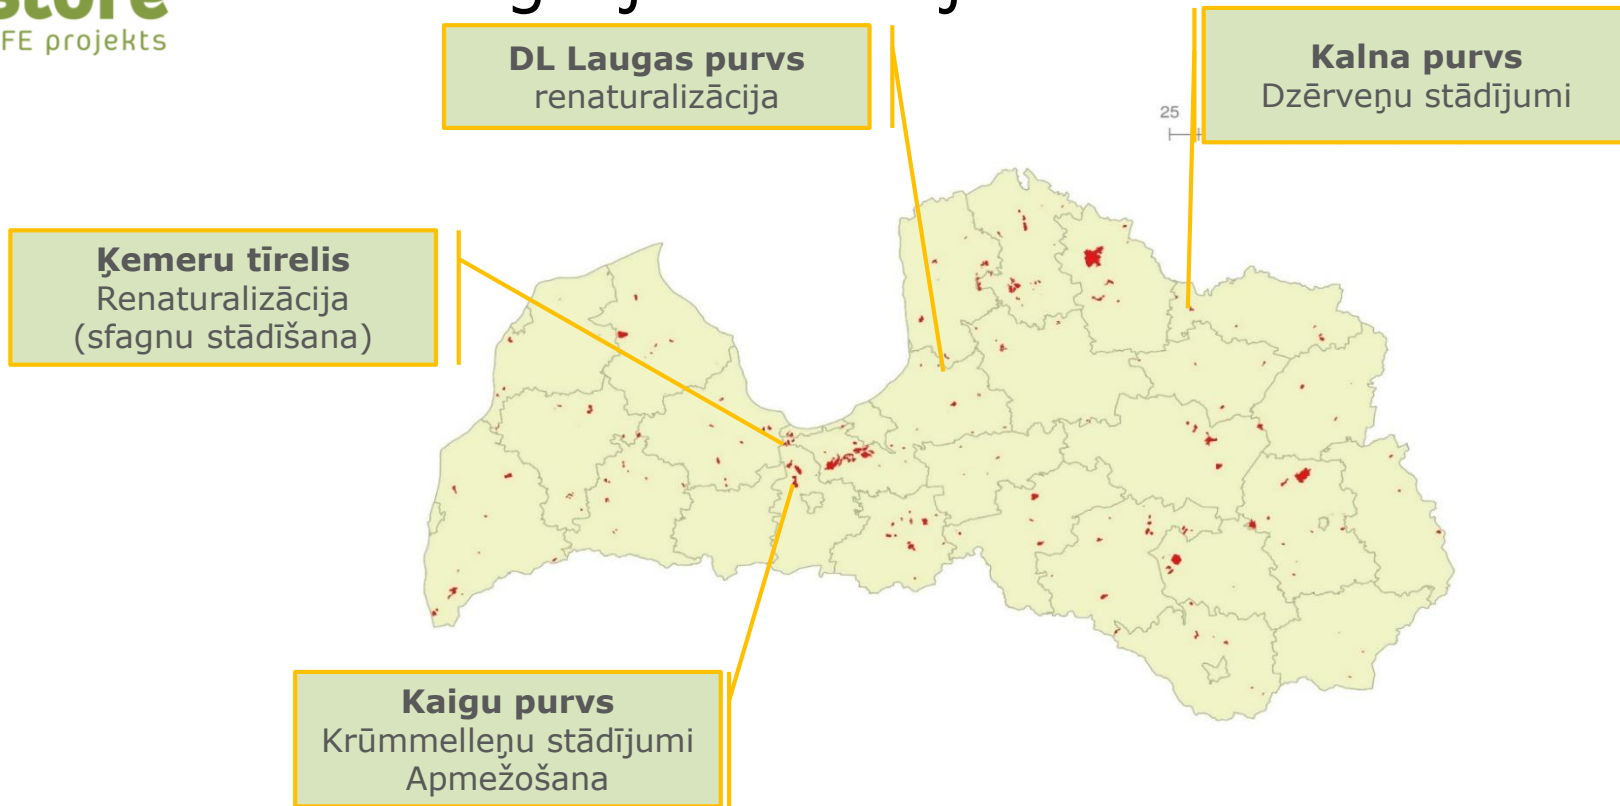 FE projekts
DL Laugas purvs
renaturalizācija
Kalna purvs
Dzērveņu stādījumi
25
Ķemeru tīrelis
Renaturalizācija
(sfagnu stādīšana)
Kaigu purvs
Krūmmelleņu stādījumi
Apmežošana